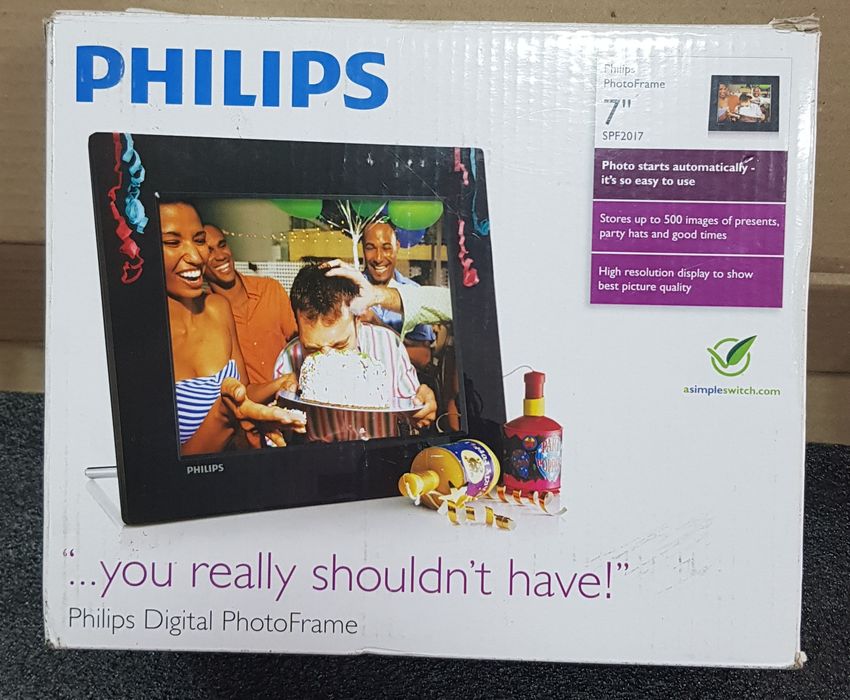 PHILIPS
Philips
PhotoFrame
7"
SPF2017
Photo starts automatically -
it's so easy to use
Stores up to 500 images of presents,
party hats and good times
High resolution display to show
best picture quality
asimpleswitch.com
PHILIPS
"...you really shouldn't have!"
Philips Digital PhotoFrame